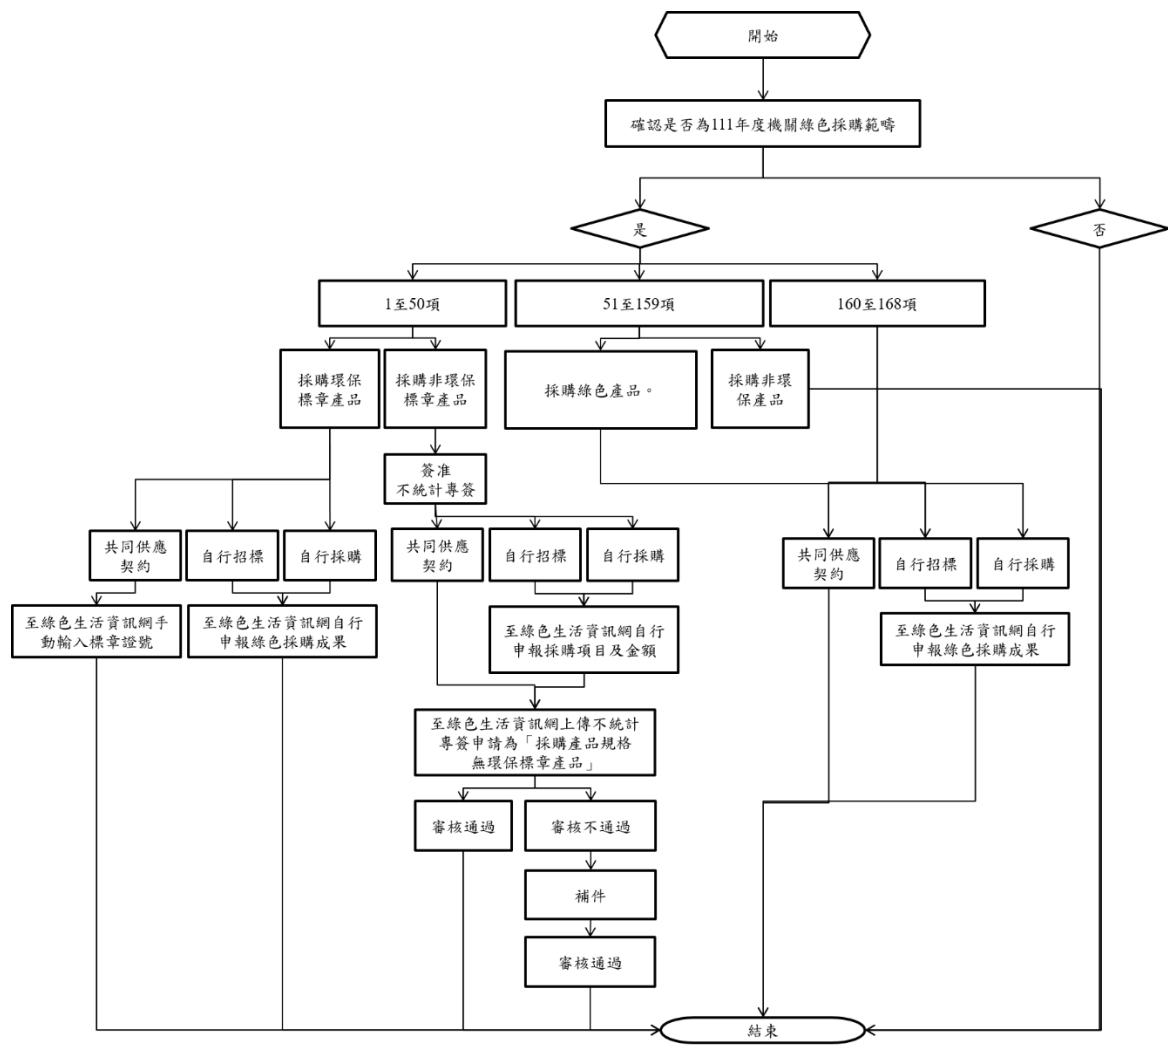 開始
確認是否為111年度機關綠色採購範疇
是
否
1至50項
51至159項
160至168項
採購環保
標章產品
採購非環保
標章產品
採購綠色產品。
採購非環
保產品
簽准
不統計專簽
共同供應
契約
自行招標
自行採購
共同供應
契約
自行招標
自行採購
共同供應
契約
自行招標
自行採購
至綠色生活資訊網手
動輸入標章證號
至綠色生活資訊網自行
申報綠色採購成果
至綠色生活資訊網自行
申報採購項目及金額
至綠色生活資訊網自行
申報綠色採購成果
至綠色生活資訊網上傳不統計
專簽申請為「採購產品規格
無環保標章產品」
審核通過
審核不通過
補件
審核通過
結束